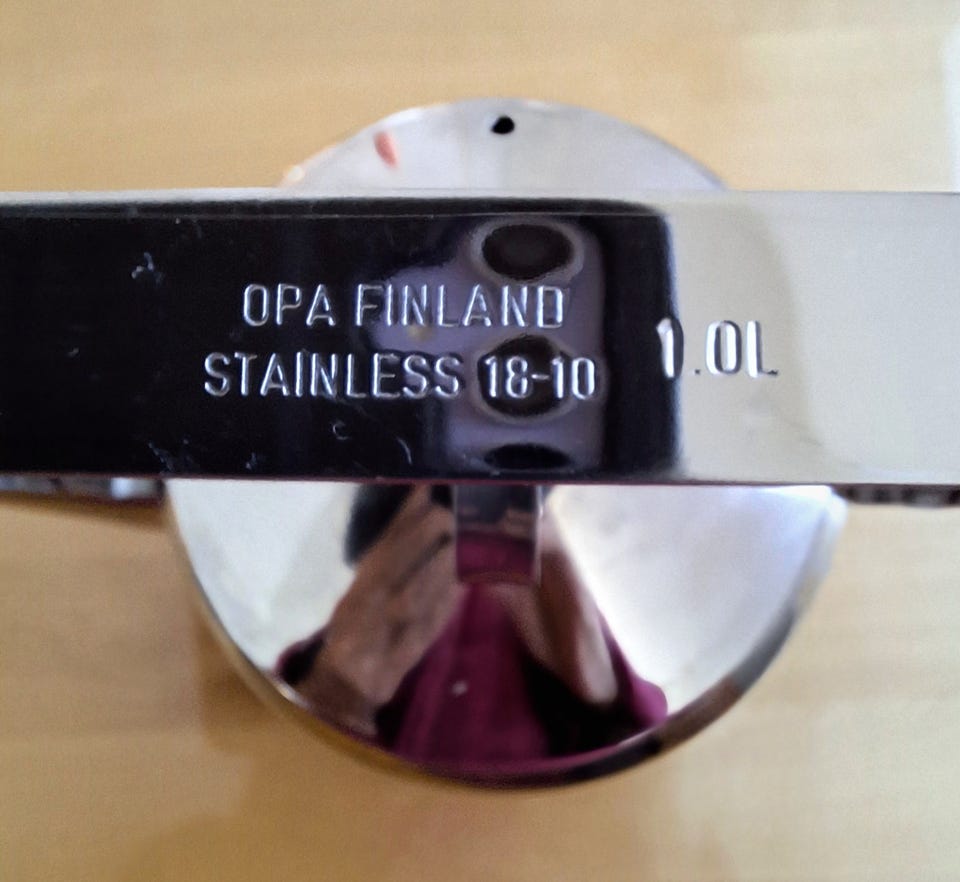 OPA FINLAND
STAINLESS 18-10
1.0L